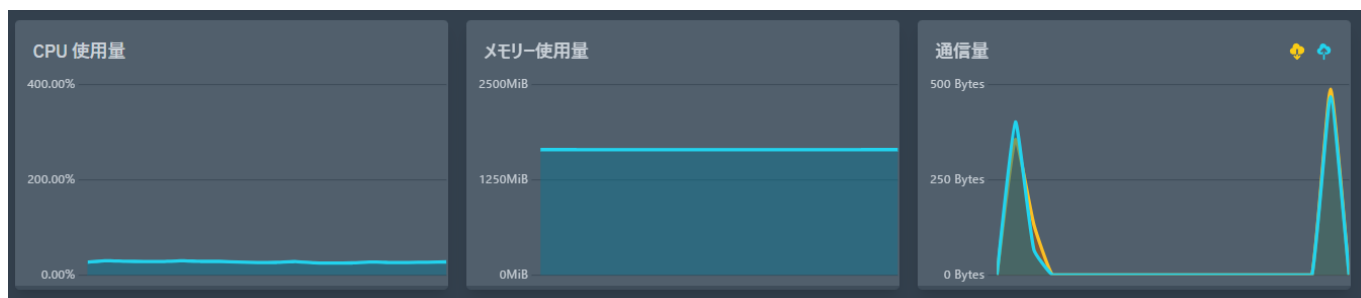 CPU 使用量
400.00%
200.00%
0.00%
メモリー使用量
2500MiB
1250MiB
0MiB
通信量
500 Bytes
250 Bytes
0 Bytes